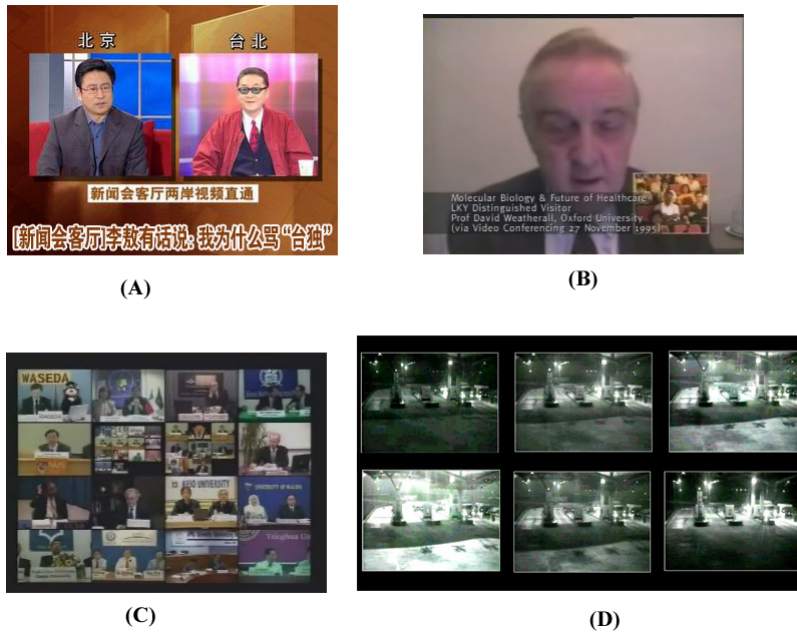 北京
台北
新闻会客厅两岸视频直通
[新闻会客厅]李敖有话说:我为什么骂“台独”
(A)
Molecular Biology & Future of Healthcare
LKY Distinguished Visitor
Prof David Weatherall, Oxford University
(via Video Conferencing 27 November 1995)
(B)
WASEDA
NUS
KEIO UNIVERSITY
UNIVERSITY OF MALAYA
Tsinghua Uni
(C)
(D)